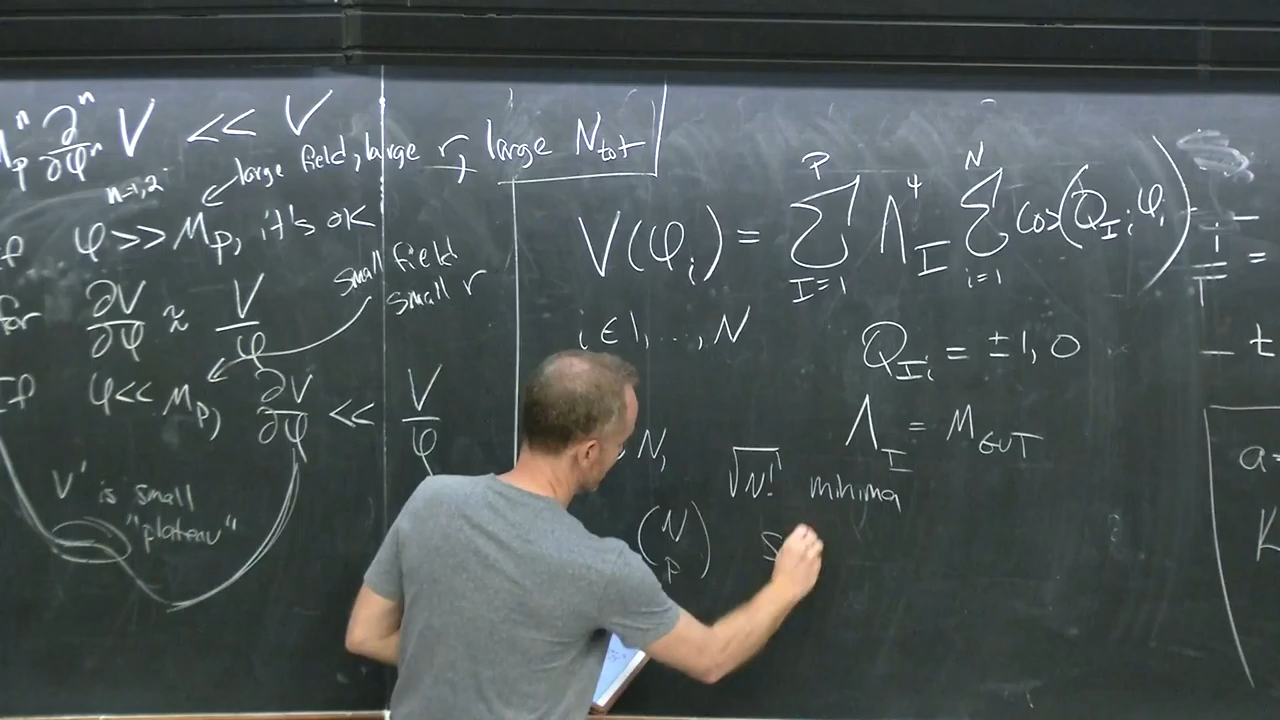 M_p^n ∂^n/∂φ^n V << V
n=1,2
large field, large r, large N_tot
If φ >> M_p, it's ok
for ∂V/∂φ ≈ V/φ
small field
small r
If φ << M_p, ∂V/∂φ << V/φ
V' is small
"plateau"
V(φ_i) = Σ_{I=1}^{P} Λ_I^4 Σ_{i=1}^{N} cos(Q_{Ii} φ_i)
i ∈ 1, ..., N
Q_{Ii} = ±1, 0
Λ_I = M_GUT
N,
√N! minima
(N P)
S
a=